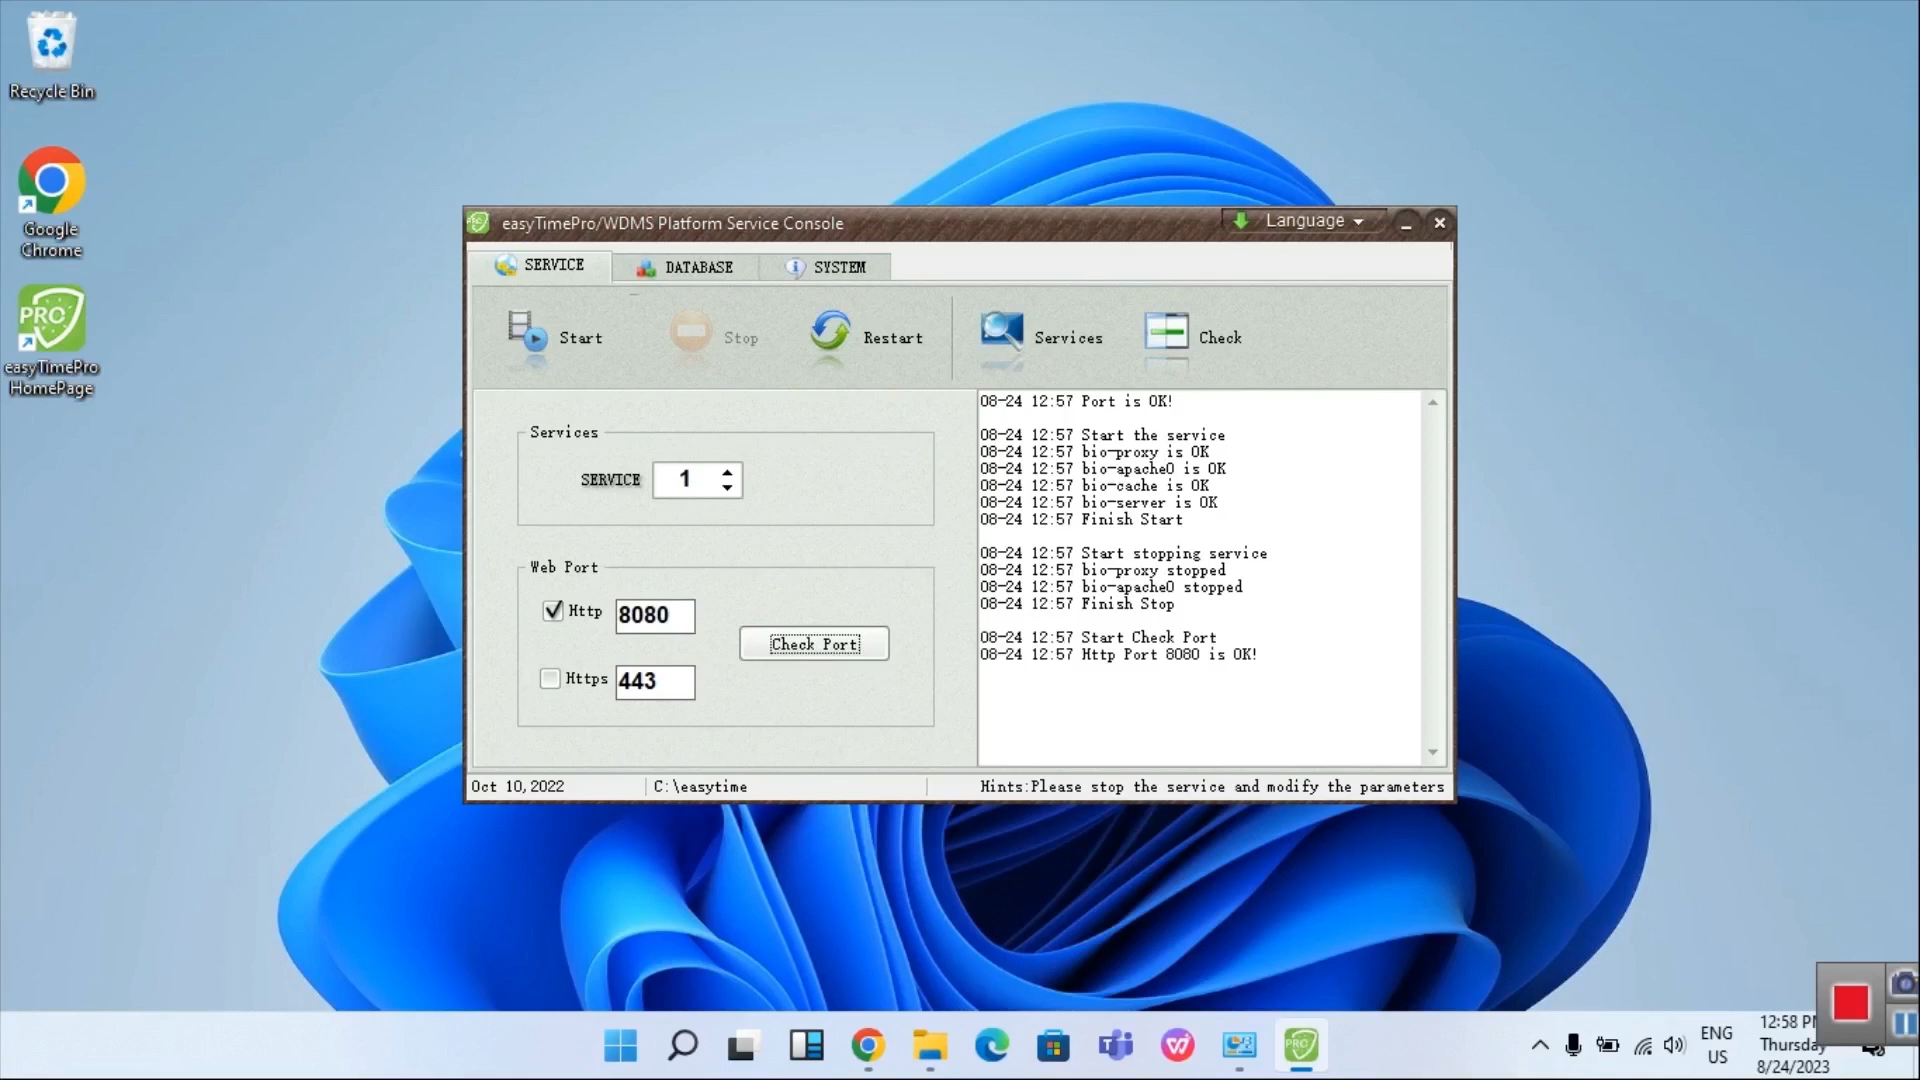 Recycle Bin
Google
Chrome
PRO
easyTimePro
HomePage
easyTimePro/WDMS Platform Service Console
Language
SERVICE
DATABASE
SYSTEM
Start
Stop
Restart
Services
Check
Services
SERVICE
1
Web Port
Http
8080
Check Port
Https
443
08-24 12:57 Port is OK!
08-24 12:57 Start the service
08-24 12:57 bio-proxy is OK
08-24 12:57 bio-apache0 is OK
08-24 12:57 bio-cache is OK
08-24 12:57 bio-server is OK
08-24 12:57 Finish Start
08-24 12:57 Start stopping service
08-24 12:57 bio-proxy stopped
08-24 12:57 bio-apache0 stopped
08-24 12:57 Finish Stop
08-24 12:57 Start Check Port
08-24 12:57 Http Port 8080 is OK!
Oct 10,2022
C:\easytime
Hints:Please stop the service and modify the parameters
PRO
ENG
US
12:58 P
Thursday
8/24/2023